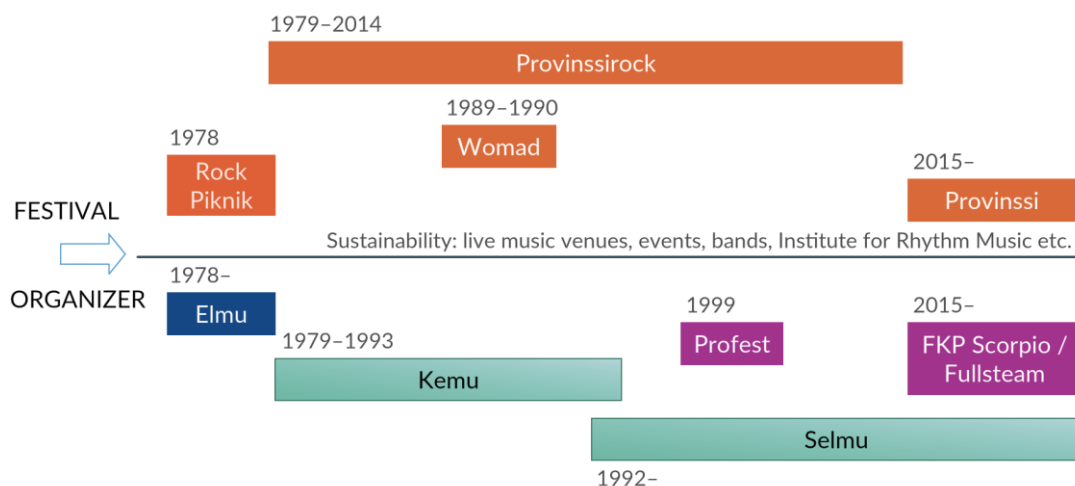 1979–2014
Provinssirock
1989–1990
Womad
1978
Rock
Piknik
2015–
Provinssi
FESTIVAL
Sustainability: live music venues, events, bands, Institute for Rhythm Music etc.
ORGANIZER
1978–
Elmu
1979–1993
Kemu
1999
Profest
2015–
FKP Scorpio /
Fullsteam
Selmu
1992–